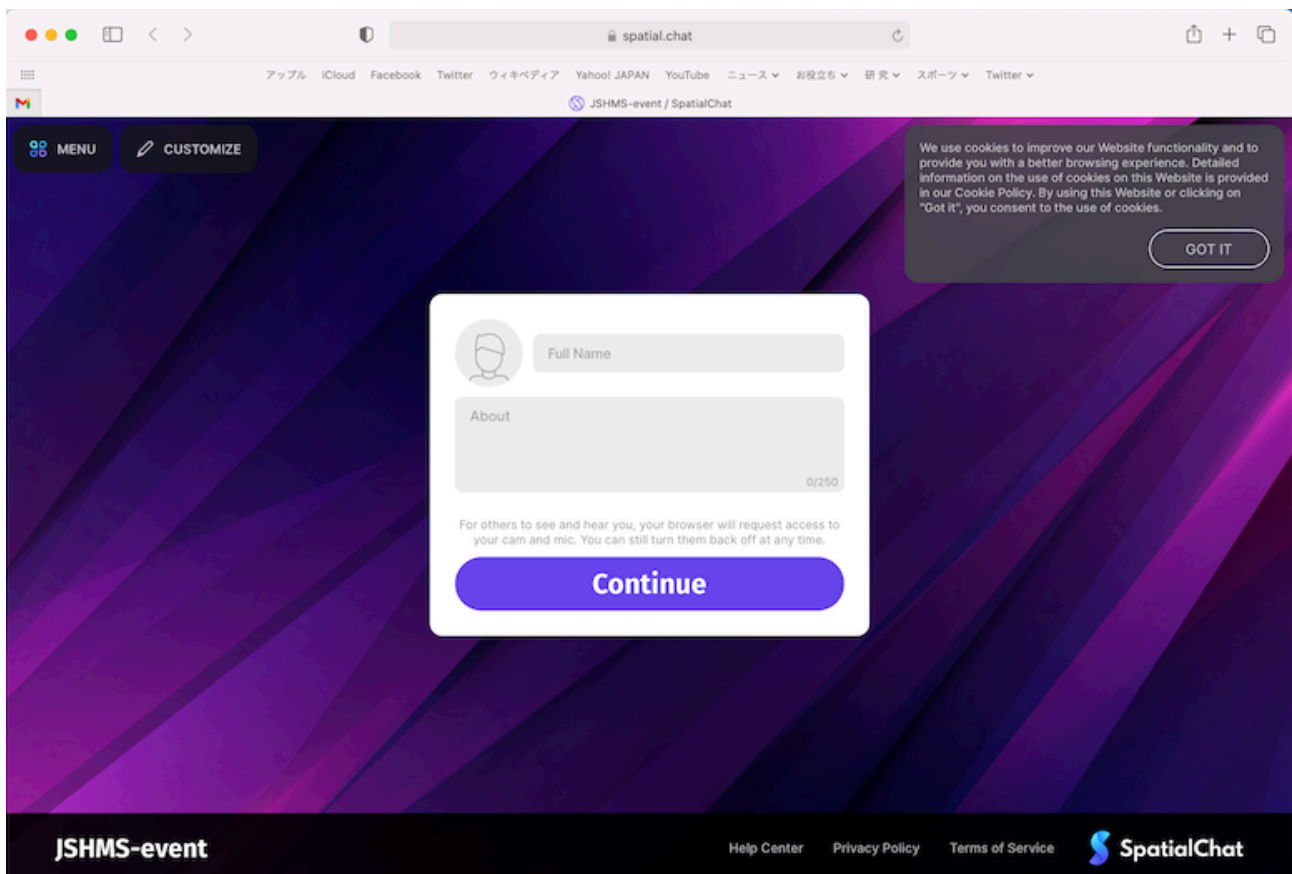 spatial.chat
アップル iCloud Facebook Twitter ウィキペディア Yahoo! JAPAN YouTube ニュース お役立ち 研究 スポーツ Twitter
JSHMS-event / SpatialChat
MENU CUSTOMIZE
We use cookies to improve our Website functionality and to
provide you with a better browsing experience. Detailed
information on the use of cookies on this Website is provided
in our Cookie Policy. By using this Website or clicking on
"Got it", you consent to the use of cookies.
GOT IT
Full Name
About
0/250
For others to see and hear you, your browser will request access to
your cam and mic. You can still turn them back off at any time.
Continue
JSHMS-event
Help Center Privacy Policy Terms of Service SpatialChat